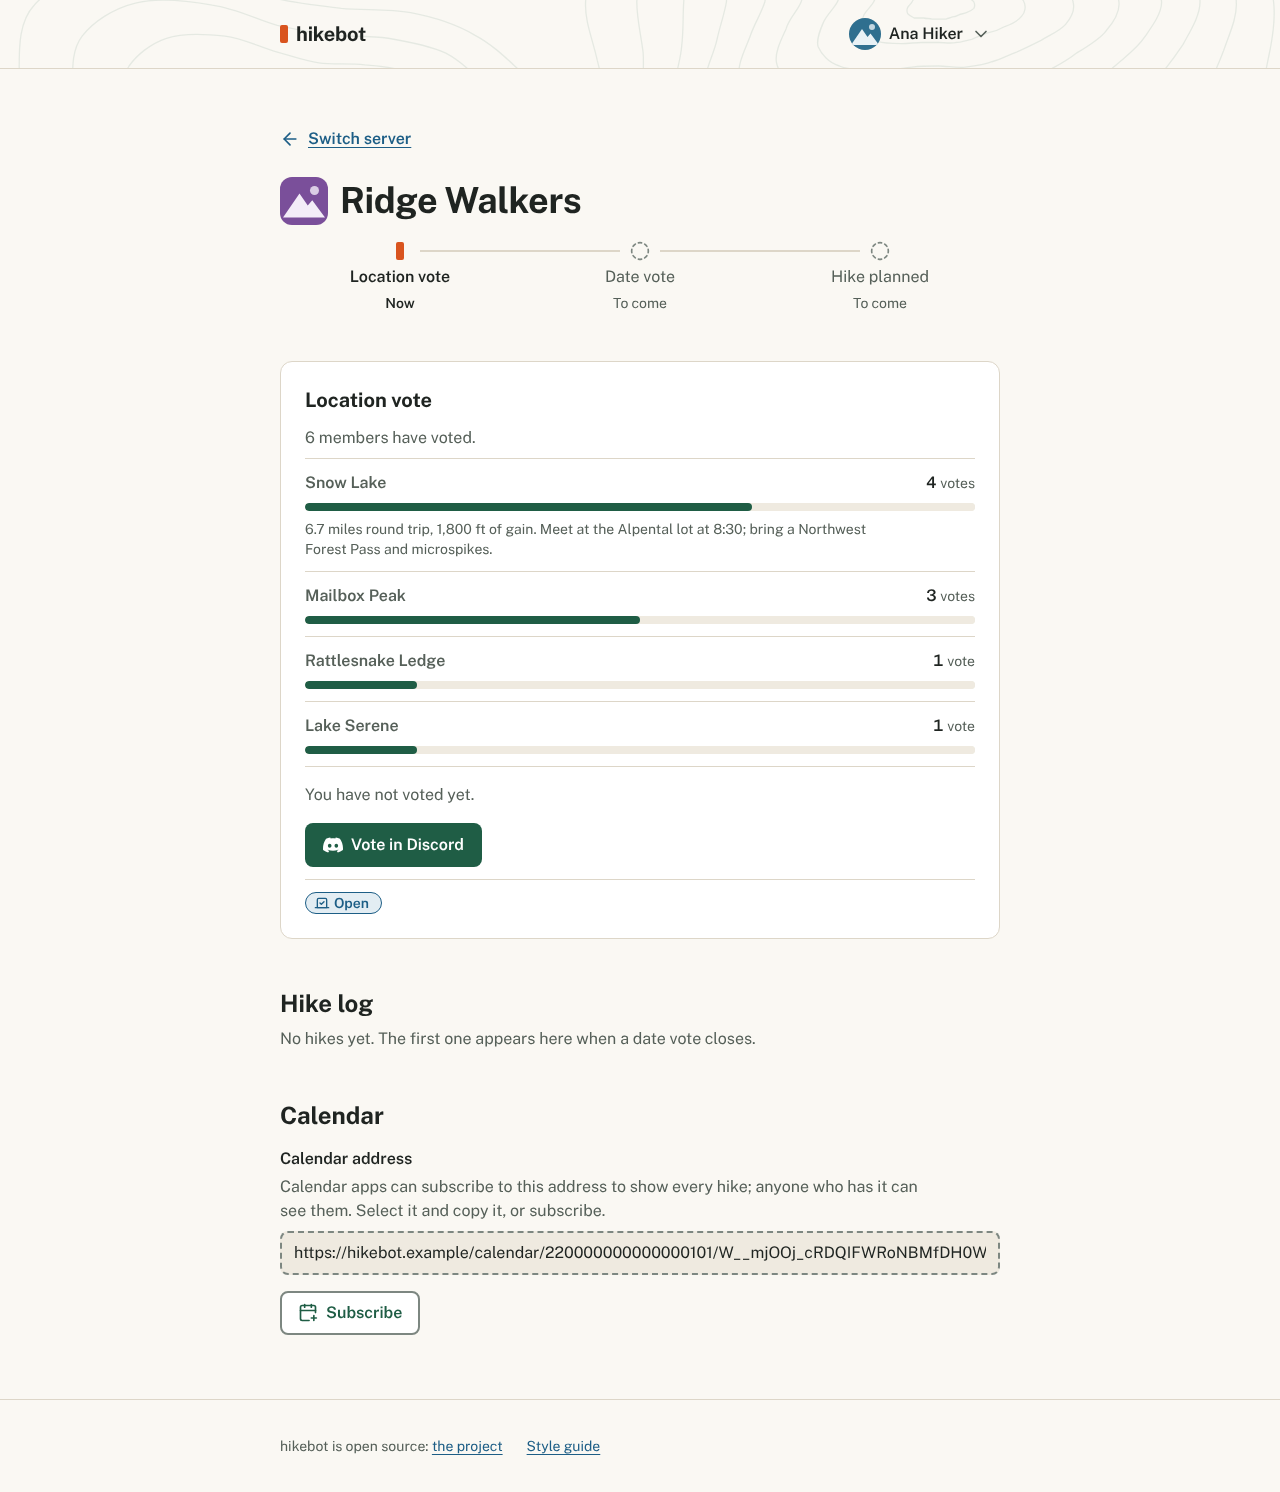 hikebot
Ana Hiker
Switch server
Ridge Walkers
Location vote
Now
Date vote
To come
Hike planned
To come
Location vote
6 members have voted.
Snow Lake
4 votes
6.7 miles round trip, 1,800 ft of gain. Meet at the Alpental lot at 8:30; bring a Northwest
Forest Pass and microspikes.
Mailbox Peak
3 votes
Rattlesnake Ledge
1 vote
Lake Serene
1 vote
You have not voted yet.
Vote in Discord
Open
Hike log
No hikes yet. The first one appears here when a date vote closes.
Calendar
Calendar address
Calendar apps can subscribe to this address to show every hike; anyone who has it can
see them. Select it and copy it, or subscribe.
https://hikebot.example/calendar/220000000000000101/W__mjOOj_cRDQIFWRoNBMfDH0W
Subscribe
hikebot is open source: the project
Style guide